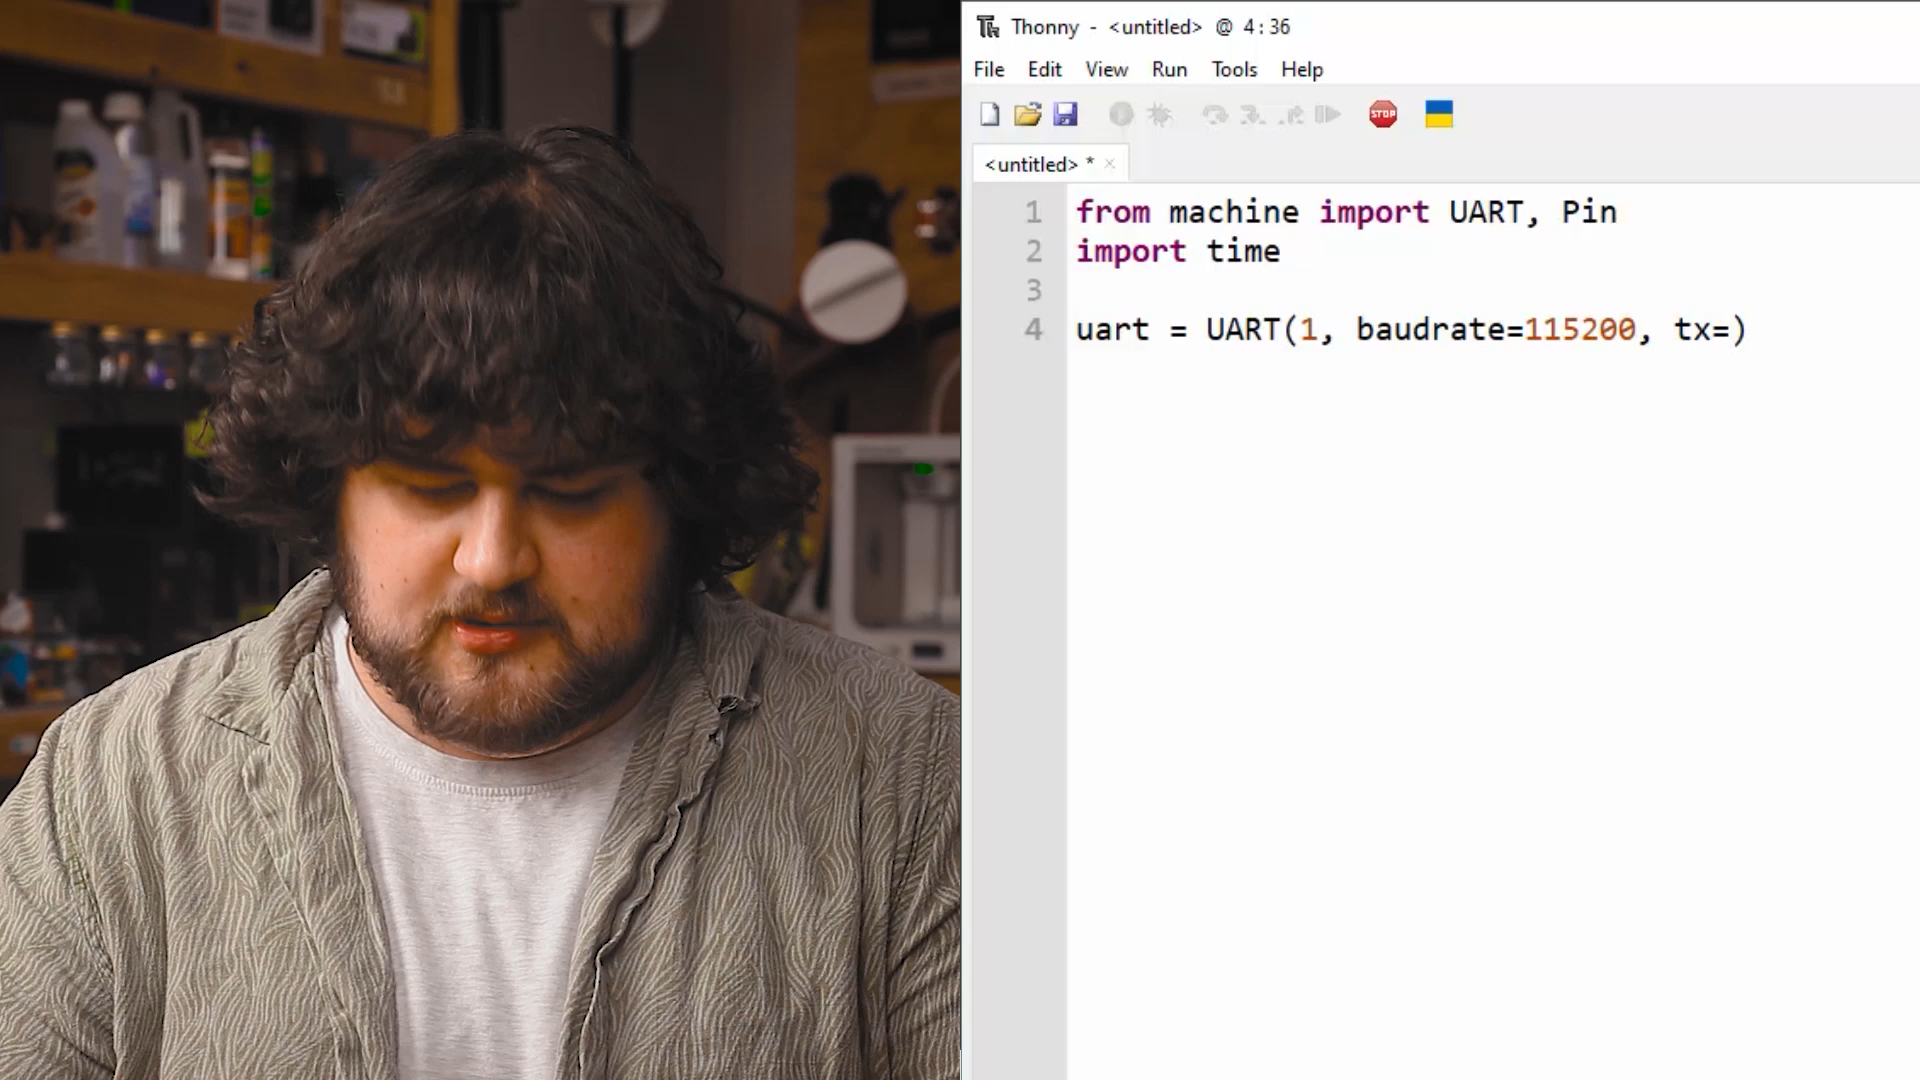 Thonny - <untitled> @ 4:36
File Edit View Run Tools Help
STOP
<untitled> * ×
1 from machine import UART, Pin
2 import time
3
4 uart = UART(1, baudrate=115200, tx=)